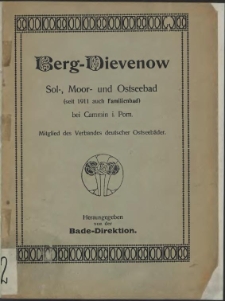 Berg-Dievenow
Sol-, Moor- und Ostseebad
(seit 1911 auch Familienbad)
bei Cammin i. Pom.
Mitglied des Verbandes deutscher Ostseebäder.
Herausgegeben
von der
Bade-Direktion.
2